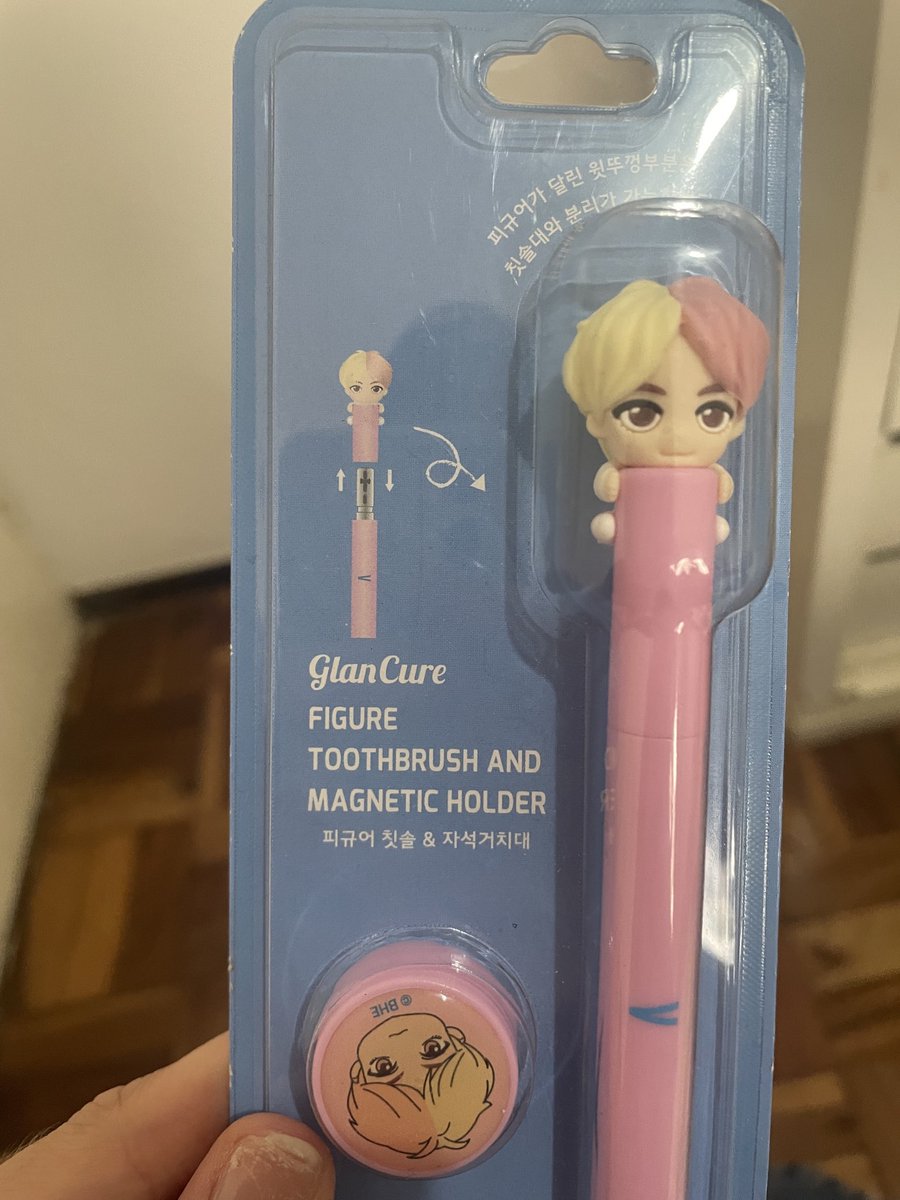 피규어가 달린 윗뚜껑부분은
칫솔대와 분리가
GlanCure
FIGURE
TOOTHBRUSH AND
MAGNETIC HOLDER
피규어 칫솔 & 자석거치대
V
V
© BHE